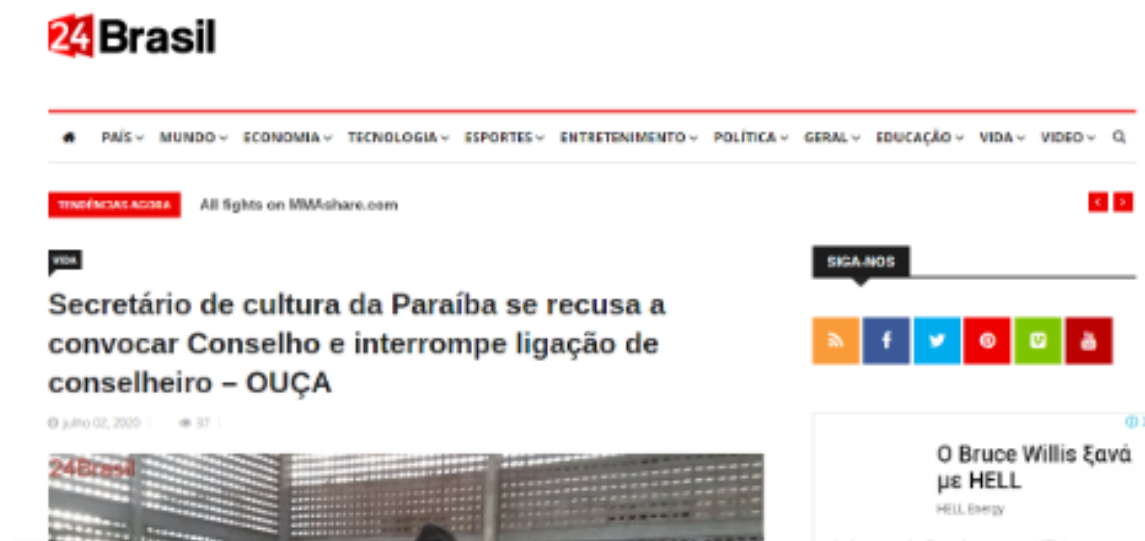 24 Brasil
PAÍS MUNDO ECONOMIA TECNOLOGIA ESPORTES ENTRETENIMENTO POLÍTICA GERAL EDUCAÇÃO VIDA VIDEO
TENDÊNCIAS AGORA All fights on MMAshare.com
VIDA
Secretário de cultura da Paraíba se recusa a
convocar Conselho e interrompe ligação de
conselheiro – OUÇA
julho 02, 2020 37
24Brasil
SIGA-NOS
Ο Bruce Willis ξανά
με HELL
HELL Energy